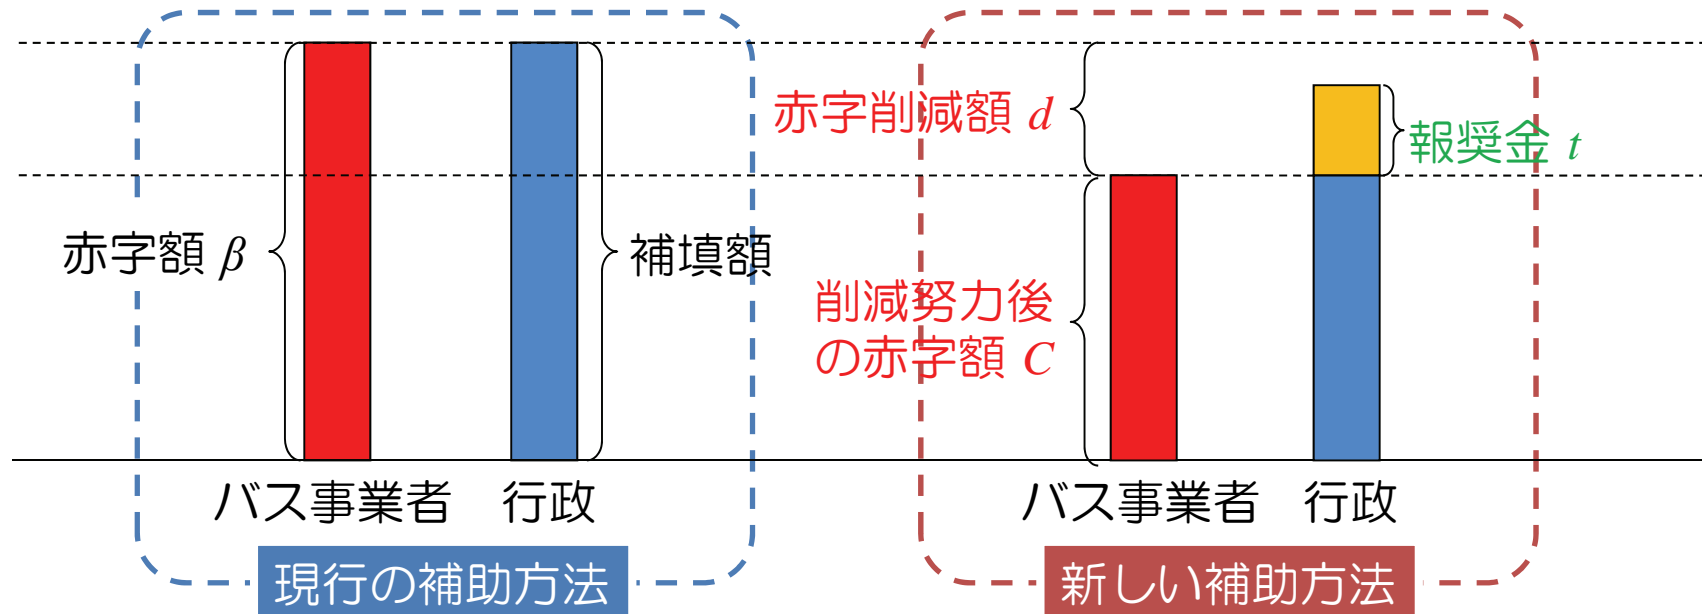 赤字額 β
補填額
バス事業者
行政
現行の補助方法
赤字削減額 d
報奨金 t
削減努力後
の赤字額 C
バス事業者
行政
新しい補助方法